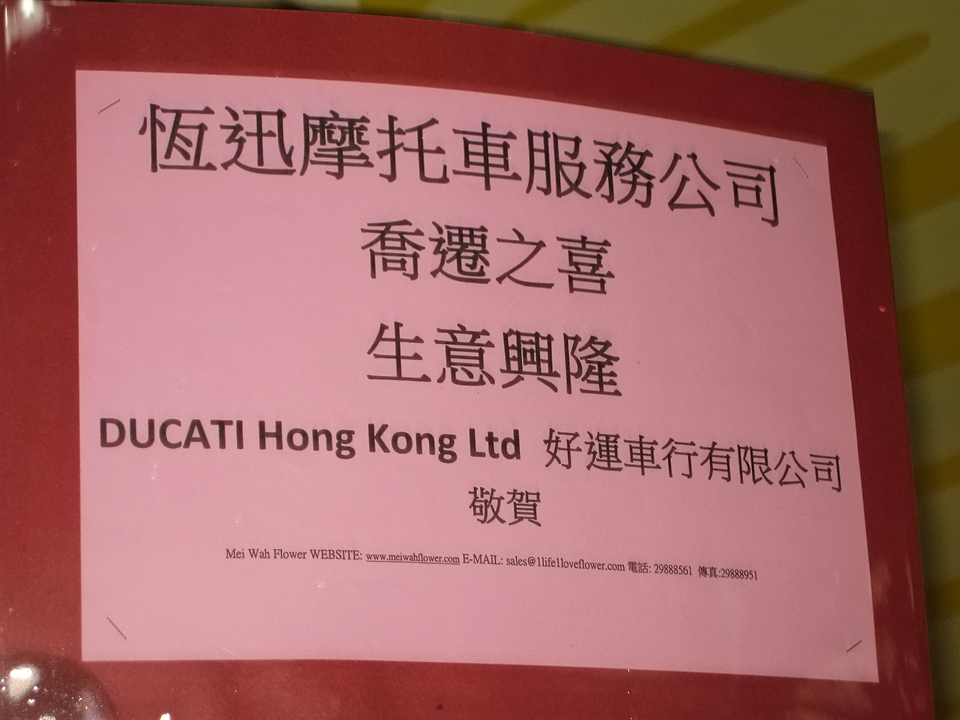 恆迅摩托車服務公司
喬遷之喜
生意興隆
DUCATI Hong Kong Ltd 好運車行有限公司
敬賀
Mei Wah Flower WEBSITE: www.meiwahflower.com E-MAIL: sales@1life1loveflower.com 電話: 29888561 傳真:29888951